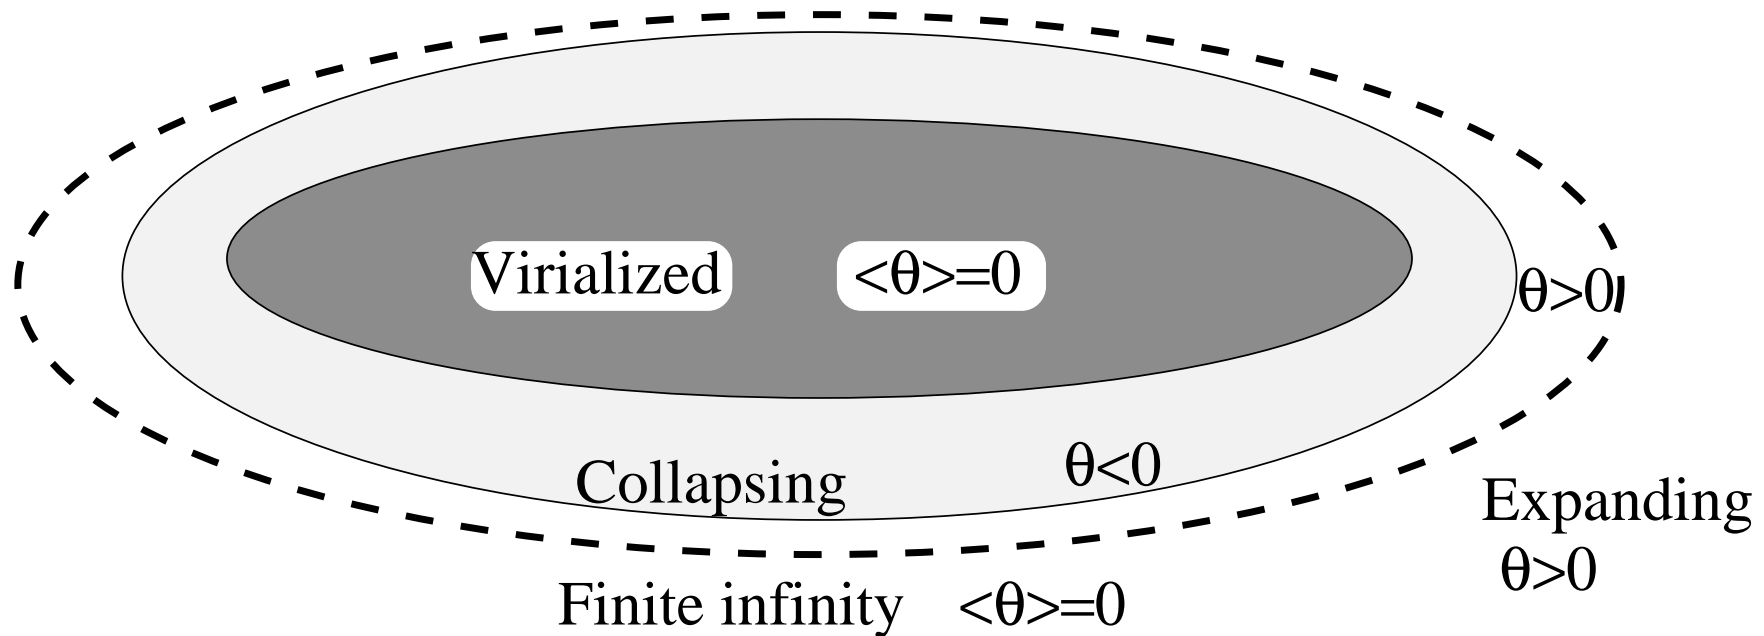 Virialized <θ>=0
θ>0
Collapsing θ<0
Expanding
θ>0
Finite infinity <θ>=0